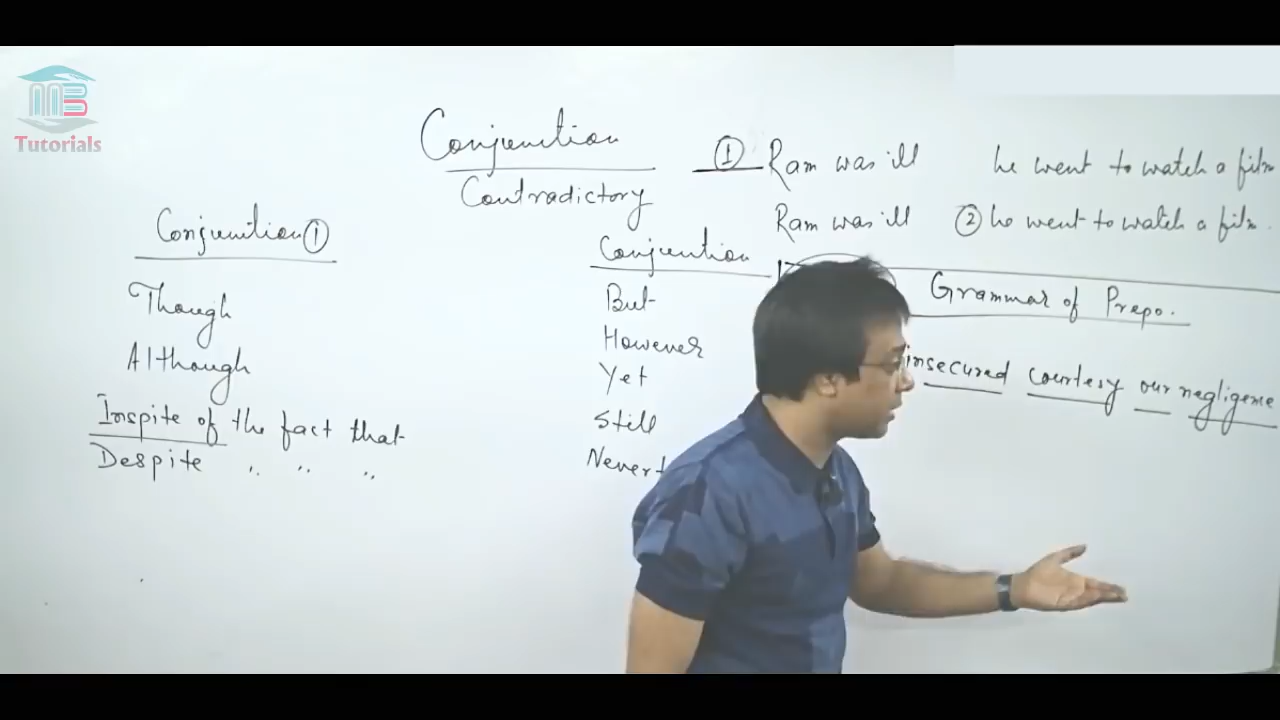 MB
Tutorials
Conjunction
Contradictory
① Ram was ill he went to watch a film
Ram was ill ② he went to watch a film.
Conjunction ①
Though
Although
Inspite of the fact that
Despite " " "
Conjunction
But
However
Yet
Still
Nevert
Grammar of Prepo.
insecured courtesy our negligence